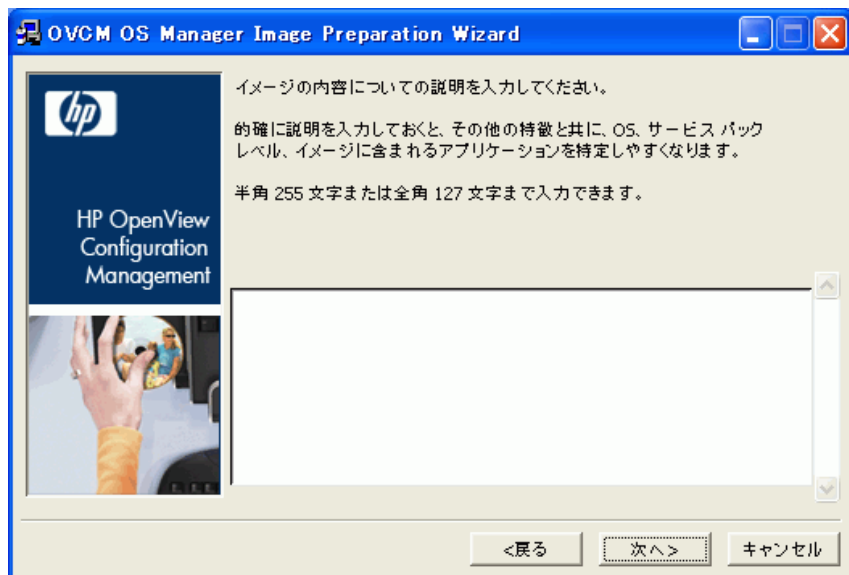 OVCM OS Manager Image Preparation Wizard
hp
HP OpenView
Configuration
Management
イメージの内容についての説明を入力してください。
的確に説明を入力しておくと、その他の特徴と共に、OS、サービス パック
レベル、イメージに含まれるアプリケーションを特定しやすくなります。
半角 255 文字または全角 127 文字まで入力できます。
<戻る
次へ>
キャンセル